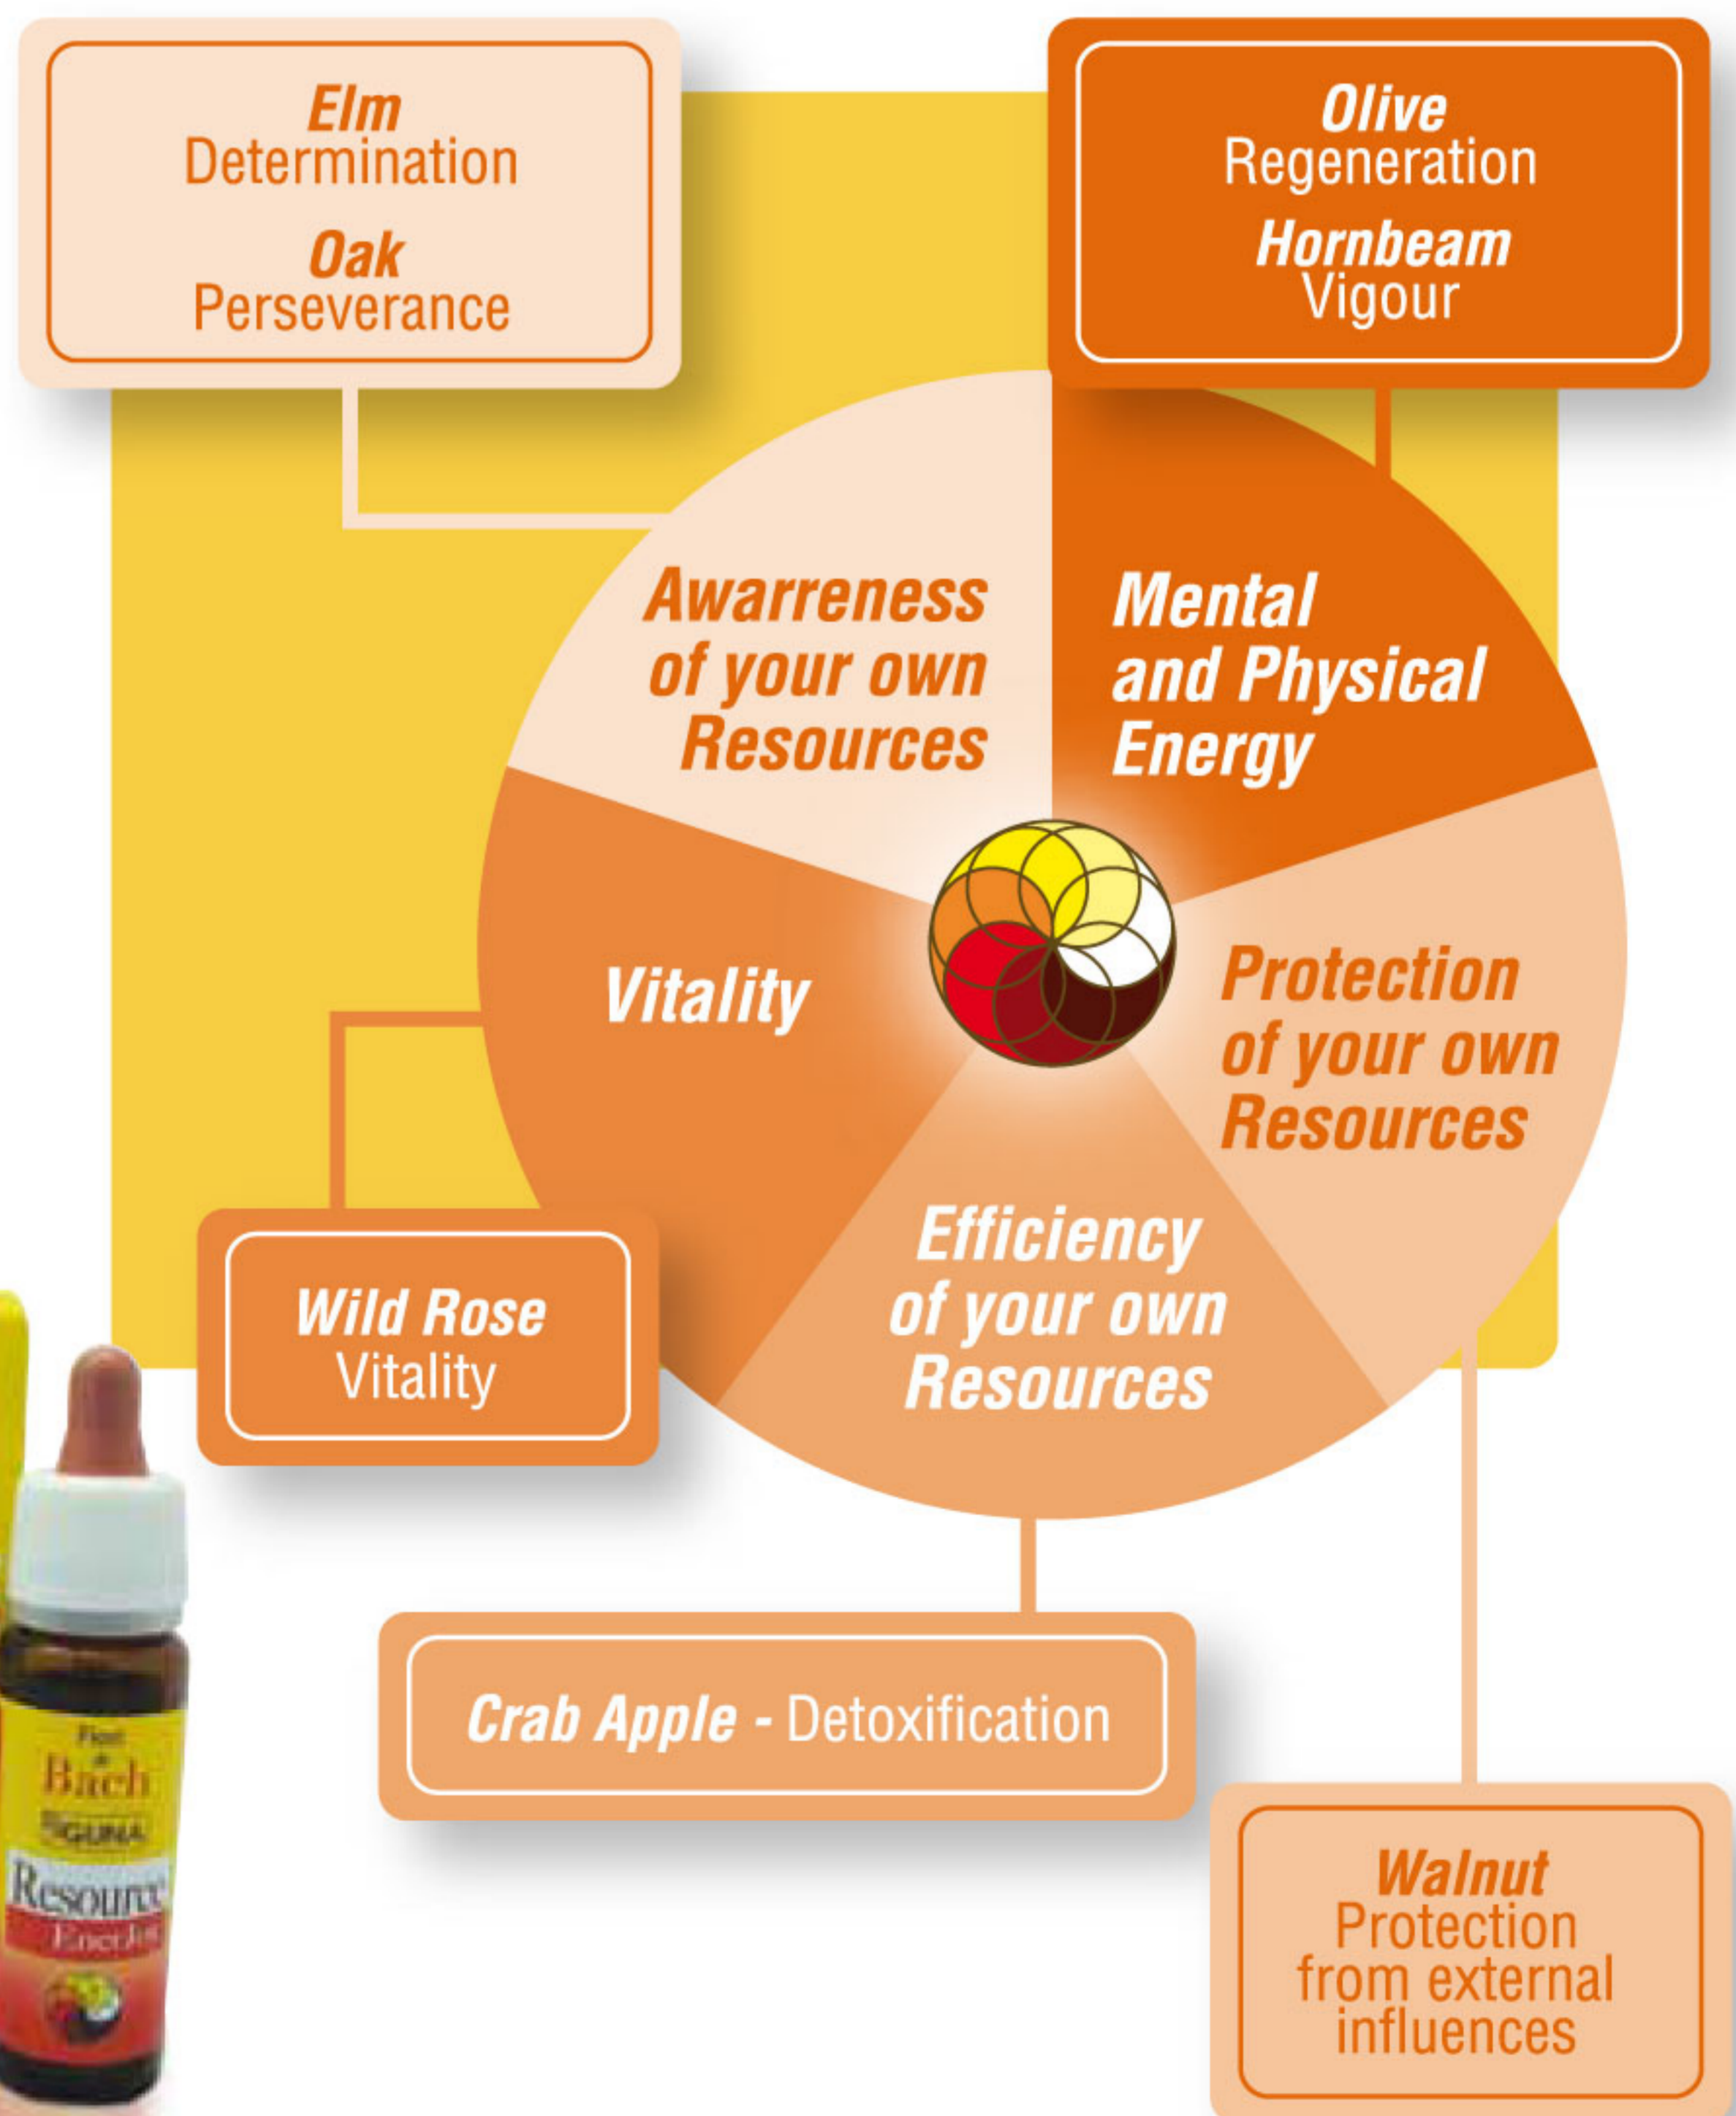 Elm
Determination
Oak
Perseverance
Olive
Regeneration
Hornbeam
Vigour
Awarreness
of your own
Resources
Mental
and Physical
Energy
Vitality
Protection
of your own
Resources
Efficiency
of your own
Resources
Wild Rose
Vitality
Crab Apple - Detoxification
Walnut
Protection
from external
influences
Bach
GUNA
Resource